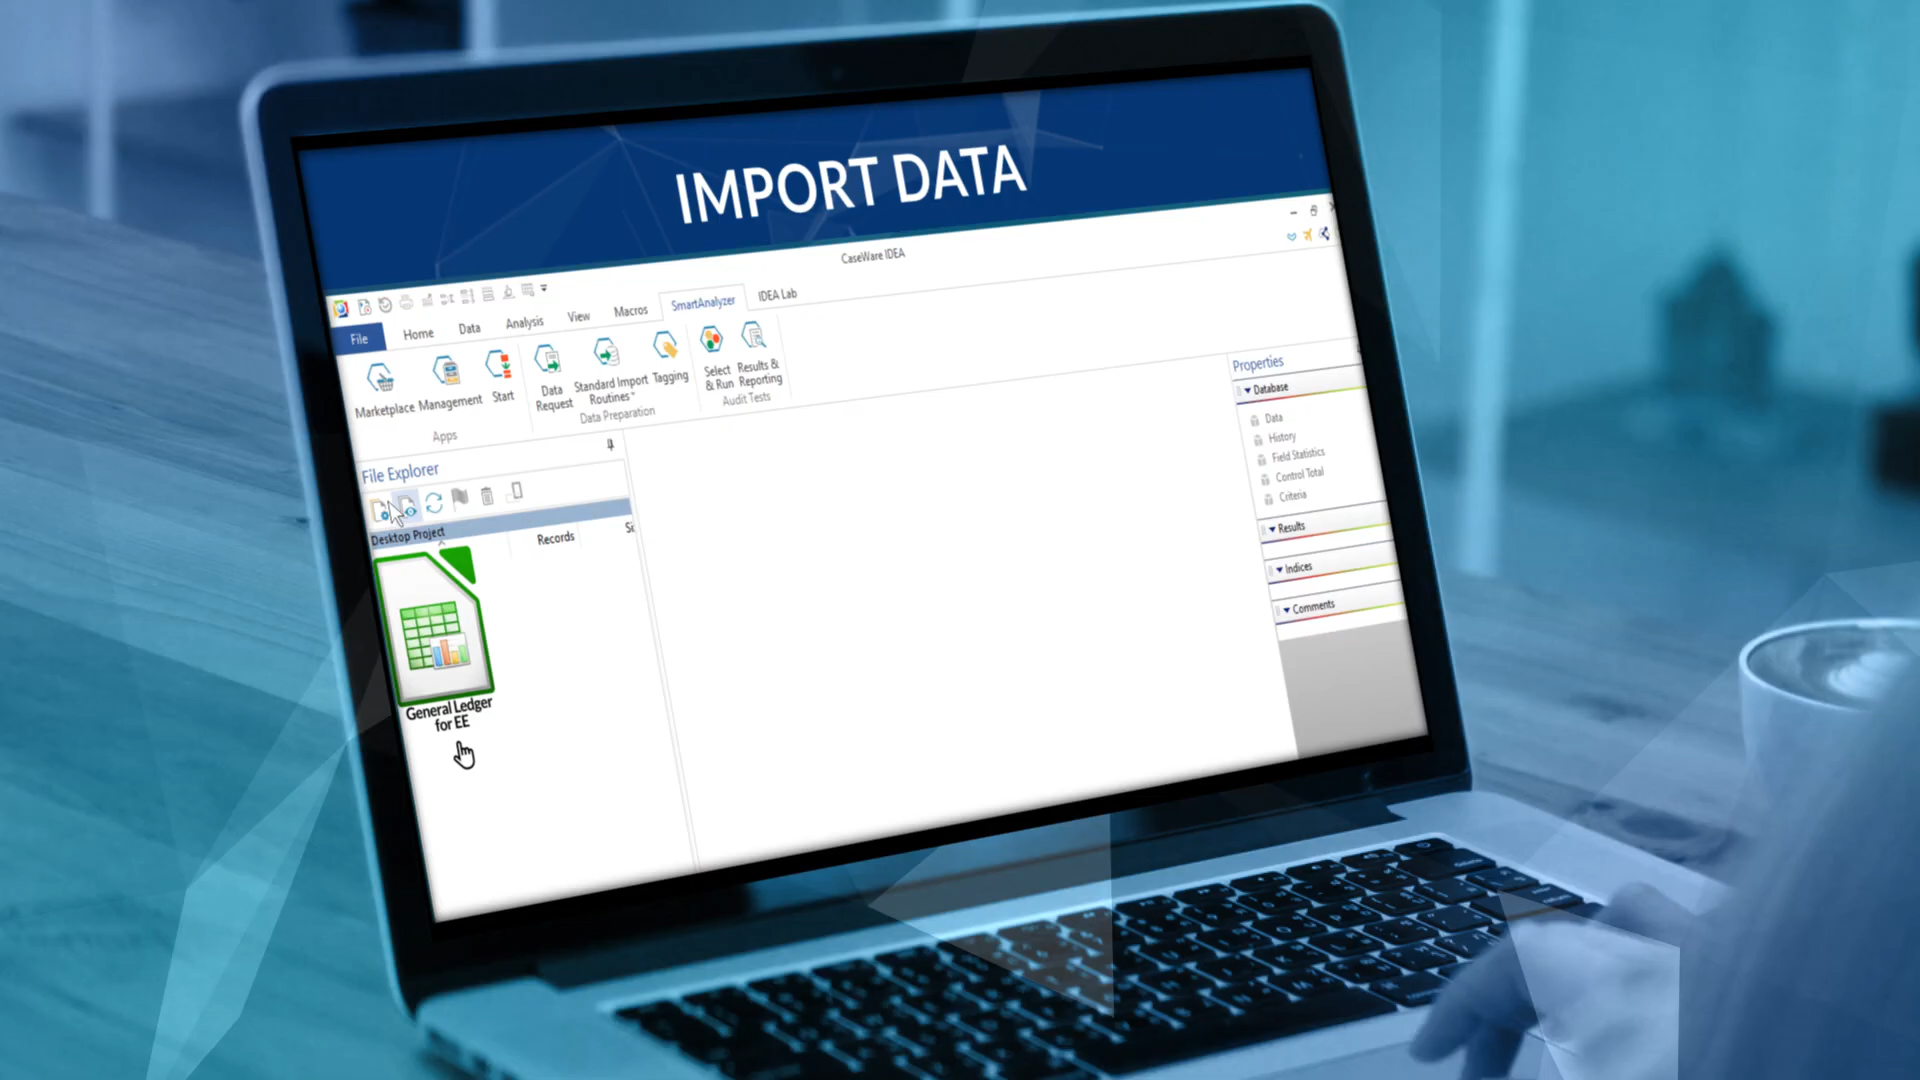 IMPORT DATA
CaseWare IDEA
File
Home
Data
Analysis
View
Macros
SmartAnalyzer
IDEA Lab
Marketplace
Management
Start
Data
Request
Standard Import
Routines
Tagging
Select
& Run
Results &
Reporting
Apps
Data Preparation
Audit Tests
File Explorer
Desktop Project
Records
General Ledger
for EE
Properties
Database
Data
History
Field Statistics
Control Total
Criteria
Results
Indices
Comments